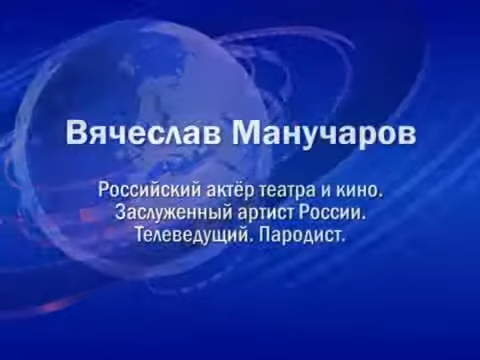 Вячеслав Манучаров
Российский актёр театра и кино.
Заслуженный артист России.
Телеведущий. Пародист.